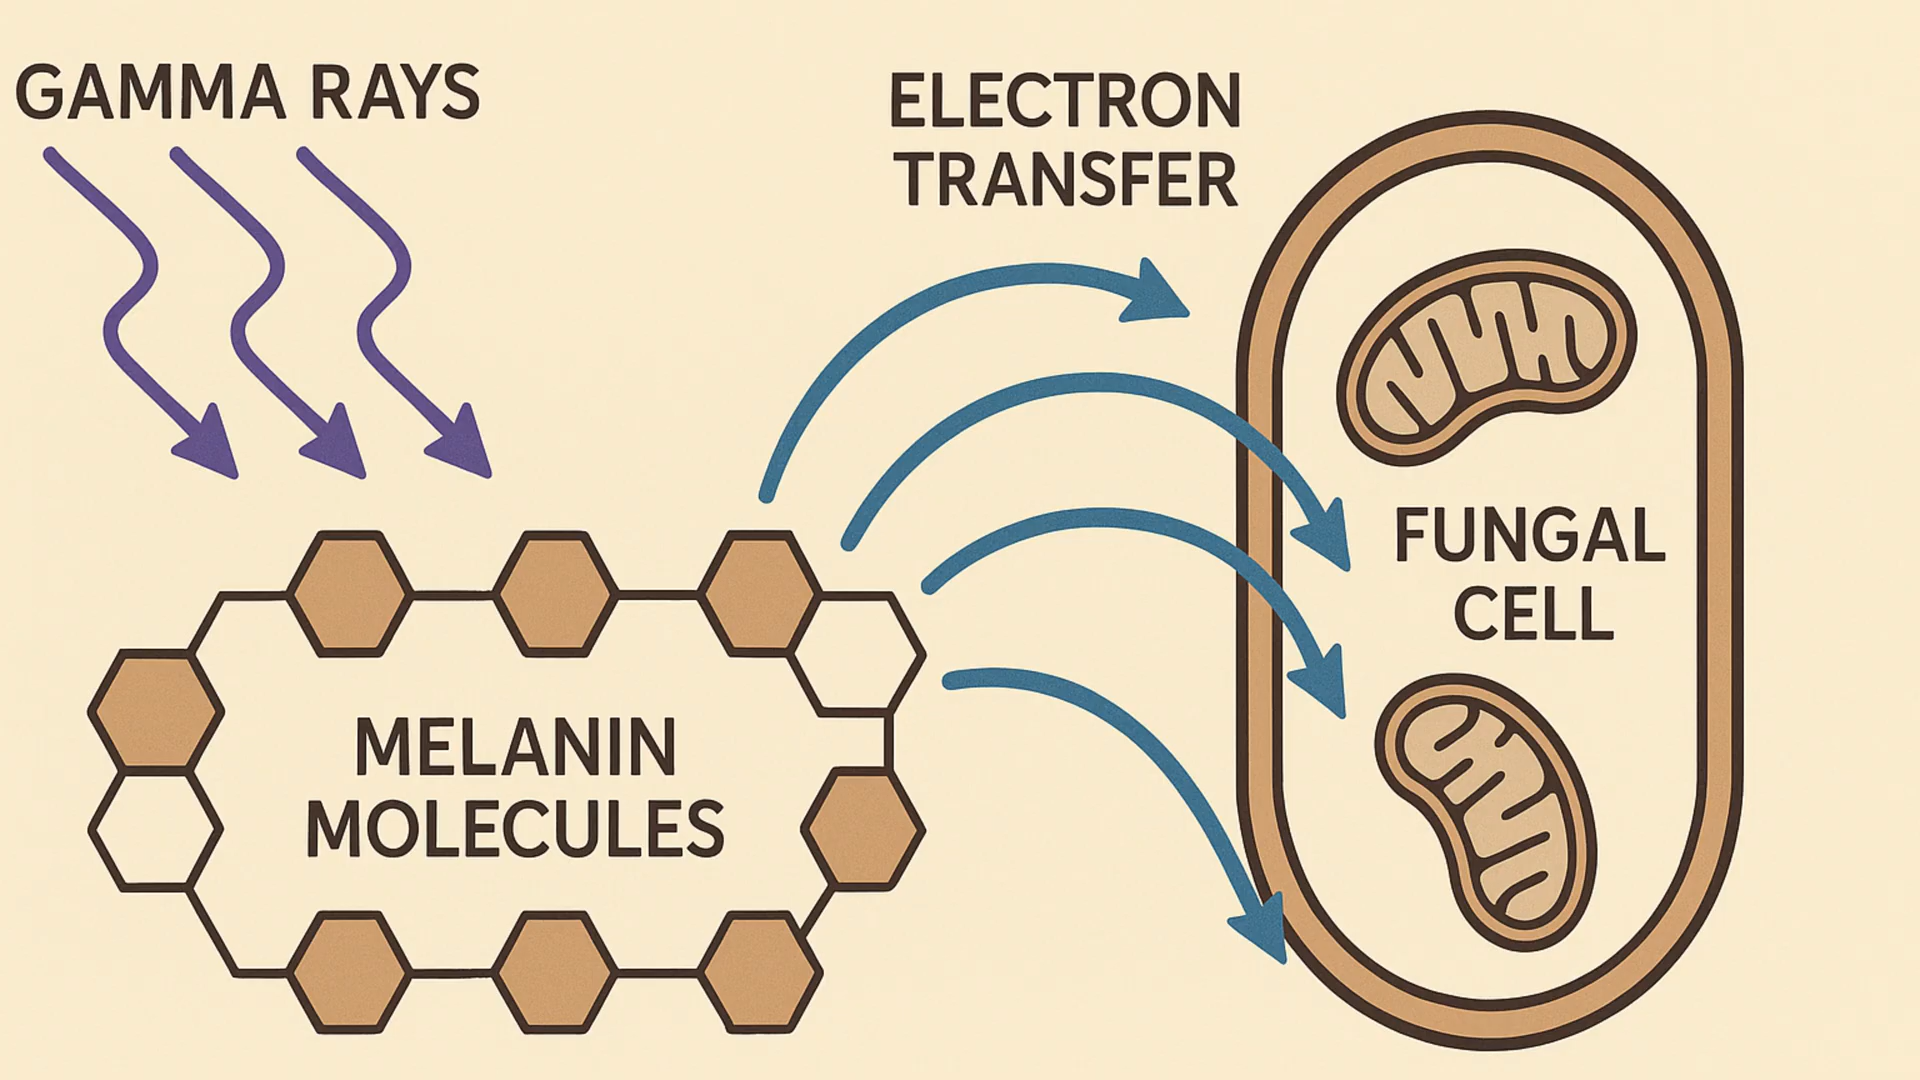 GAMMA RAYS
ELECTRON
TRANSFER
FUNGAL
CELL
MELANIN
MOLECULES